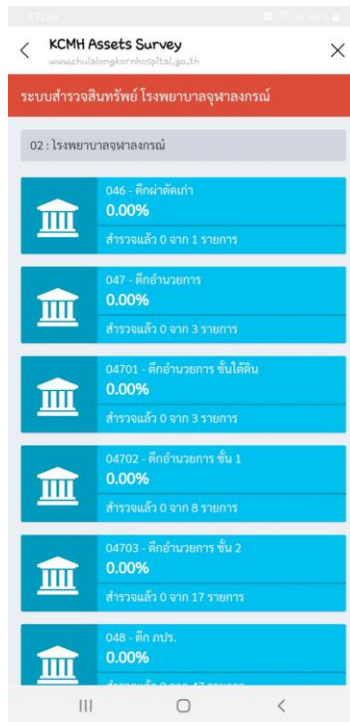 KCMH Assets Survey
www.chulalongkornhospital.go.th
ระบบสำรวจสินทรัพย์ โรงพยาบาลจุฬาลงกรณ์
02 : โรงพยาบาลจุฬาลงกรณ์
046 - ตึกผ่าตัดเก่า
0.00%
สำรวจแล้ว 0 จาก 1 รายการ
047 - ตึกอำนวยการ
0.00%
สำรวจแล้ว 0 จาก 3 รายการ
04701 - ตึกอำนวยการ ชั้นใต้ดิน
0.00%
สำรวจแล้ว 0 จาก 3 รายการ
04702 - ตึกอำนวยการ ชั้น 1
0.00%
สำรวจแล้ว 0 จาก 8 รายการ
04703 - ตึกอำนวยการ ชั้น 2
0.00%
สำรวจแล้ว 0 จาก 17 รายการ
048 - ตึก ภปร.
0.00%